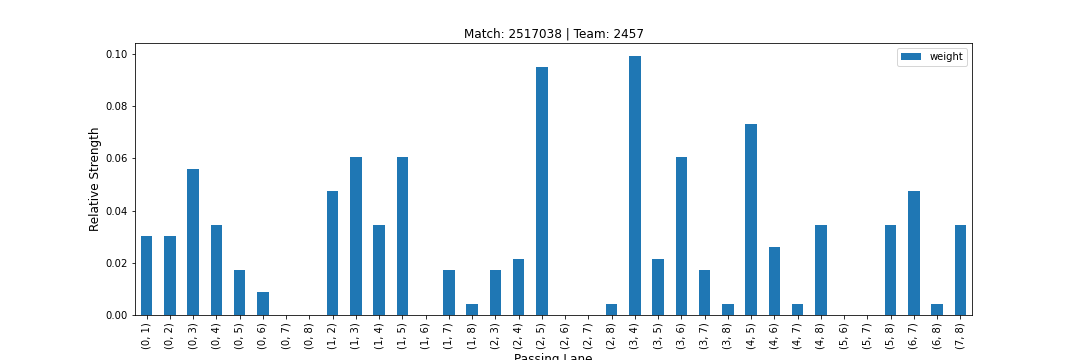 Match: 2517038 | Team: 2457
weight
Relative Strength
0.10
0.08
0.06
0.04
0.02
0.00
(0, 1) (0, 2) (0, 3) (0, 4) (0, 5) (0, 6) (0, 7) (0, 8) (1, 2) (1, 3) (1, 4) (1, 5) (1, 6) (1, 7) (1, 8) (2, 3) (2, 4) (2, 5) (2, 6) (2, 7) (2, 8) (3, 4) (3, 5) (3, 6) (3, 7) (3, 8) (4, 5) (4, 6) (4, 7) (4, 8) (5, 6) (5, 7) (5, 8) (6, 7) (6, 8) (7, 8)
Passing Lane